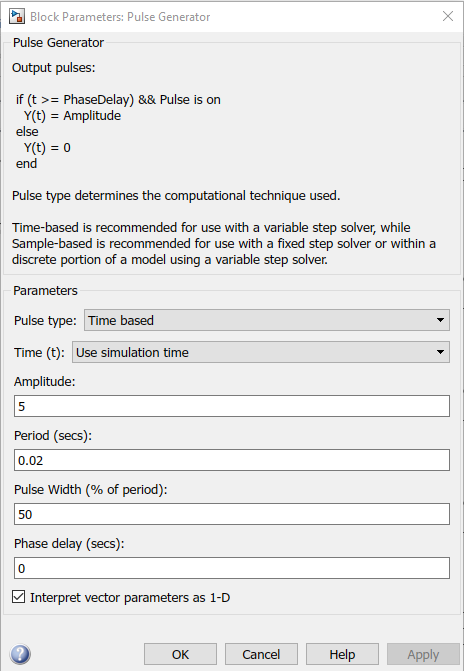 Block Parameters: Pulse Generator
Pulse Generator
Output pulses:
if (t >= PhaseDelay) && Pulse is on
Y(t) = Amplitude
else
Y(t) = 0
end
Pulse type determines the computational technique used.
Time-based is recommended for use with a variable step solver, while
Sample-based is recommended for use with a fixed step solver or within a
discrete portion of a model using a variable step solver.
Parameters
Pulse type: Time based
Time (t): Use simulation time
Amplitude:
5
Period (secs):
0.02
Pulse Width (% of period):
50
Phase delay (secs):
0
Interpret vector parameters as 1-D
? OK Cancel Help Apply